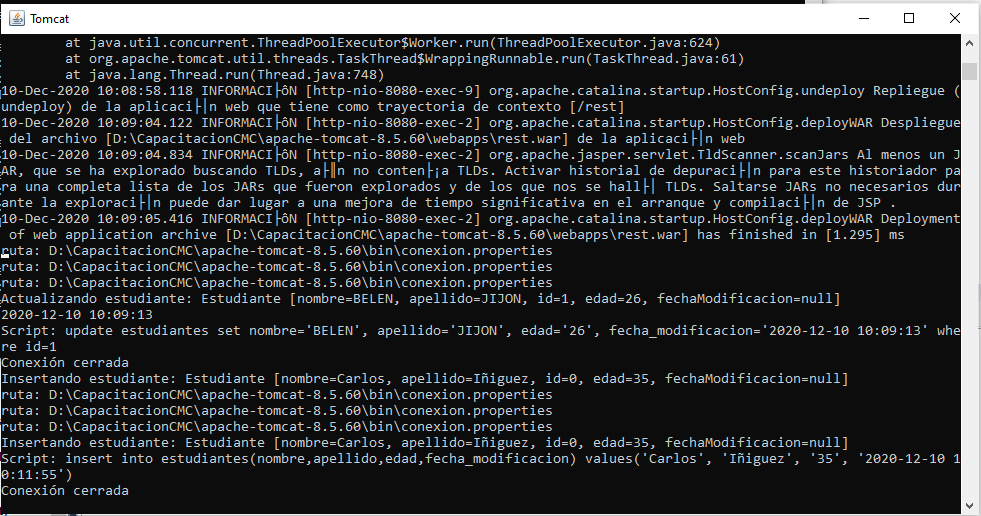 Tomcat
at java.util.concurrent.ThreadPoolExecutor$Worker.run(ThreadPoolExecutor.java:624)
at org.apache.tomcat.util.threads.TaskThread$WrappingRunnable.run(TaskThread.java:61)
at java.lang.Thread.run(Thread.java:748)
10-Dec-2020 10:08:58.118 INFORMACI├ôN [http-nio-8080-exec-9] org.apache.catalina.startup.HostConfig.undeploy Repliegue (
undeploy) de la aplicaci├│n web que tiene como trayectoria de contexto [/rest]
10-Dec-2020 10:09:04.122 INFORMACI├ôN [http-nio-8080-exec-2] org.apache.catalina.startup.HostConfig.deployWAR Despliegue
del archivo [D:\CapacitacionCMC\apache-tomcat-8.5.60\webapps\rest.war] de la aplicaci├│n web
10-Dec-2020 10:09:04.834 INFORMACI├ôN [http-nio-8080-exec-2] org.apache.jasper.servlet.TldScanner.scanJars Al menos un J
AR, que se ha explorado buscando TLDs, a├║n no conten├¡a TLDs. Activar historial de depuraci├│n para este historiador pa
ra una completa lista de los JARs que fueron explorados y de los que nos se hall├│ TLDs. Saltarse JARs no necesarios dur
ante la exploraci├│n puede dar lugar a una mejora de tiempo significativa en el arranque y compilaci├│n de JSP .
10-Dec-2020 10:09:05.416 INFORMACI├ôN [http-nio-8080-exec-2] org.apache.catalina.startup.HostConfig.deployWAR Deployment
of web application archive [D:\CapacitacionCMC\apache-tomcat-8.5.60\webapps\rest.war] has finished in [1.295] ms
ruta: D:\CapacitacionCMC\apache-tomcat-8.5.60\bin\conexion.properties
ruta: D:\CapacitacionCMC\apache-tomcat-8.5.60\bin\conexion.properties
ruta: D:\CapacitacionCMC\apache-tomcat-8.5.60\bin\conexion.properties
Actualizando estudiante: Estudiante [nombre=BELEN, apellido=JIJON, id=1, edad=26, fechaModificacion=null]
2020-12-10 10:09:13
Script: update estudiantes set nombre='BELEN', apellido='JIJON', edad='26', fecha_modificacion='2020-12-10 10:09:13' whe
re id=1
Conexión cerrada
Insertando estudiante: Estudiante [nombre=Carlos, apellido=Iñiguez, id=0, edad=35, fechaModificacion=null]
ruta: D:\CapacitacionCMC\apache-tomcat-8.5.60\bin\conexion.properties
ruta: D:\CapacitacionCMC\apache-tomcat-8.5.60\bin\conexion.properties
ruta: D:\CapacitacionCMC\apache-tomcat-8.5.60\bin\conexion.properties
Insertando estudiante: Estudiante [nombre=Carlos, apellido=Iñiguez, id=0, edad=35, fechaModificacion=null]
Script: insert into estudiantes(nombre,apellido,edad,fecha_modificacion) values('Carlos', 'Iñiguez', '35', '2020-12-10 1
0:11:55')
Conexión cerrada